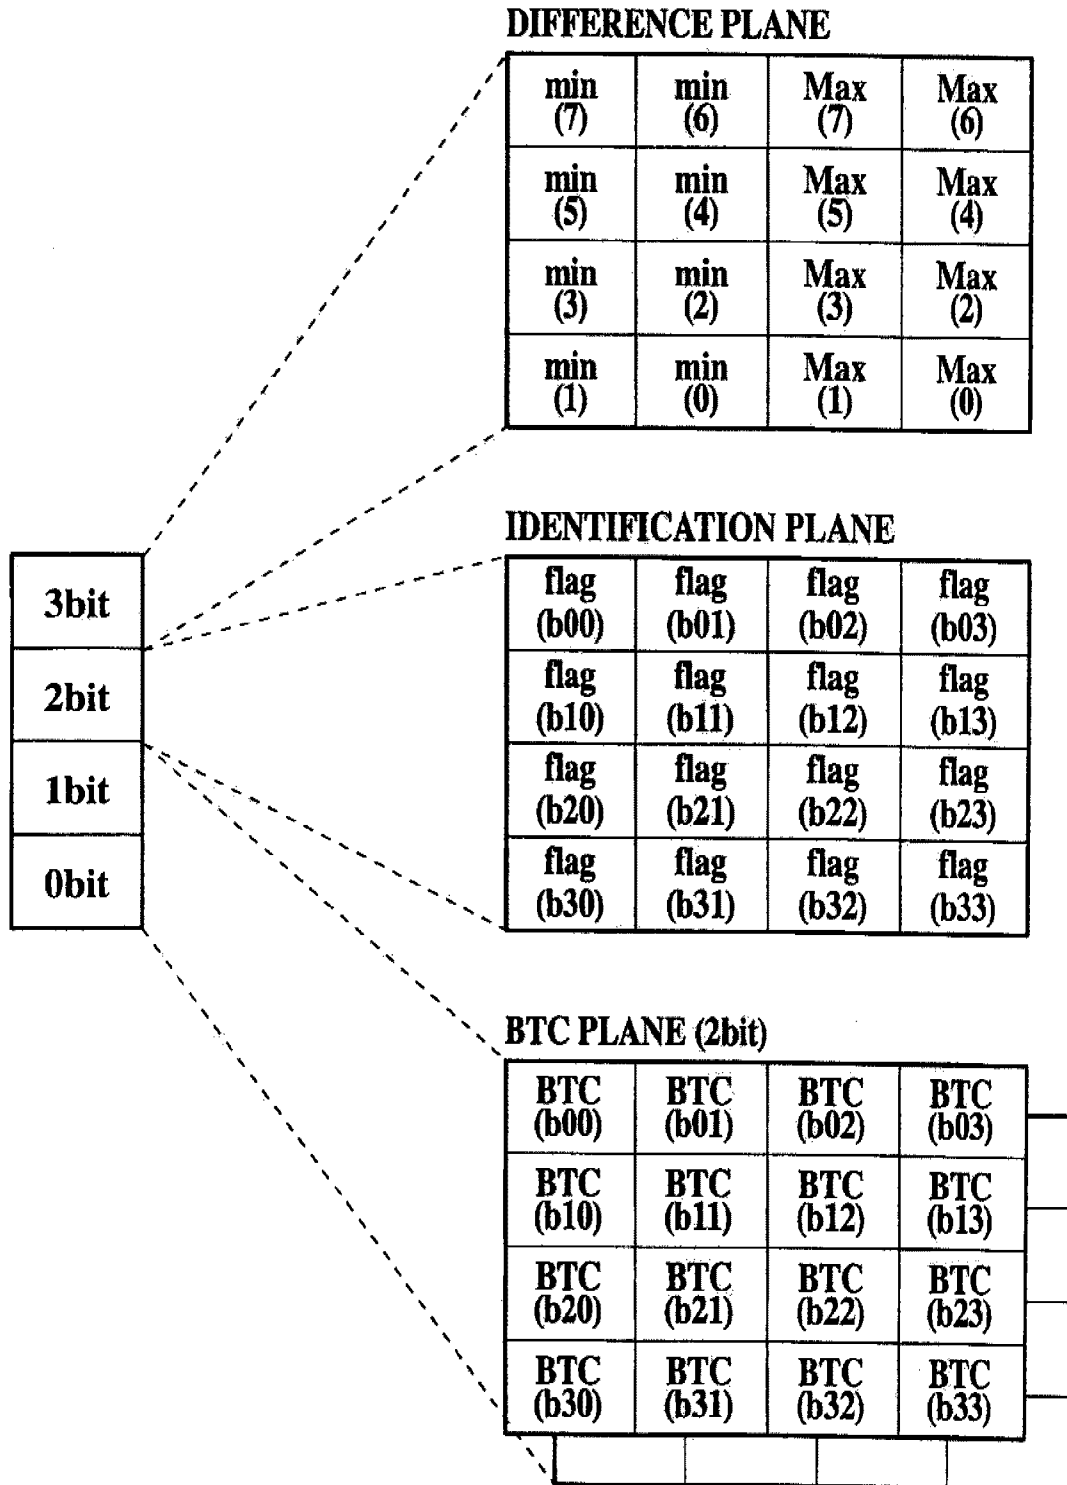 DIFFERENCE PLANE
min min Max Max
(7) (6) (7) (6)
min min Max Max
(5) (4) (5) (4)
min min Max Max
(3) (2) (3) (2)
min min Max Max
(1) (0) (1) (0)
IDENTIFICATION PLANE
flag flag flag flag
(b00) (b01) (b02) (b03)
flag flag flag flag
(b10) (b11) (b12) (b13)
flag flag flag flag
(b20) (b21) (b22) (b23)
flag flag flag flag
(b30) (b31) (b32) (b33)
3bit
2bit
1bit
0bit
BTC PLANE (2bit)
BTC BTC BTC BTC
(b00) (b01) (b02) (b03)
BTC BTC BTC BTC
(b10) (b11) (b12) (b13)
BTC BTC BTC BTC
(b20) (b21) (b22) (b23)
BTC BTC BTC BTC
(b30) (b31) (b32) (b33)